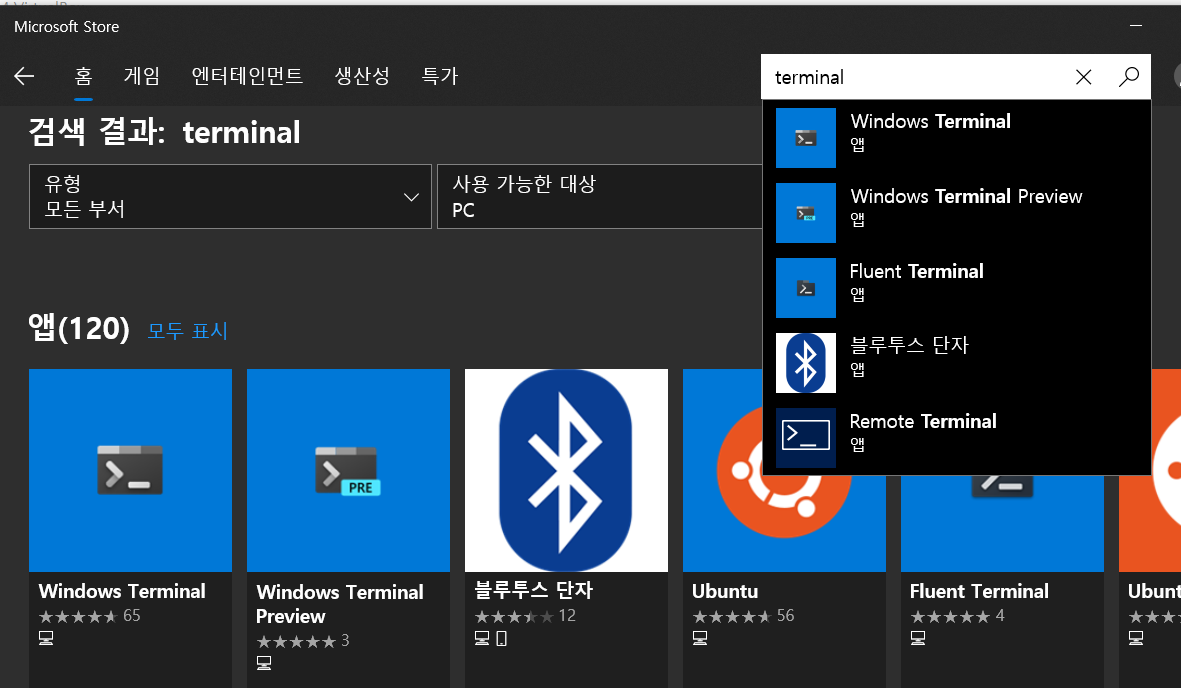 Microsoft Store
홈 게임 엔터테인먼트 생산성 특가
terminal
검색 결과: terminal
유형
모든 부서
사용 가능한 대상
PC
Windows Terminal
앱
Windows Terminal Preview
앱
Fluent Terminal
앱
블루투스 단자
앱
Remote Terminal
앱
앱(120) 모두 표시
PRE
Windows Terminal
65
PRE
Windows Terminal
Preview
3
블루투스 단자
12
Ubuntu
56
Fluent Terminal
4